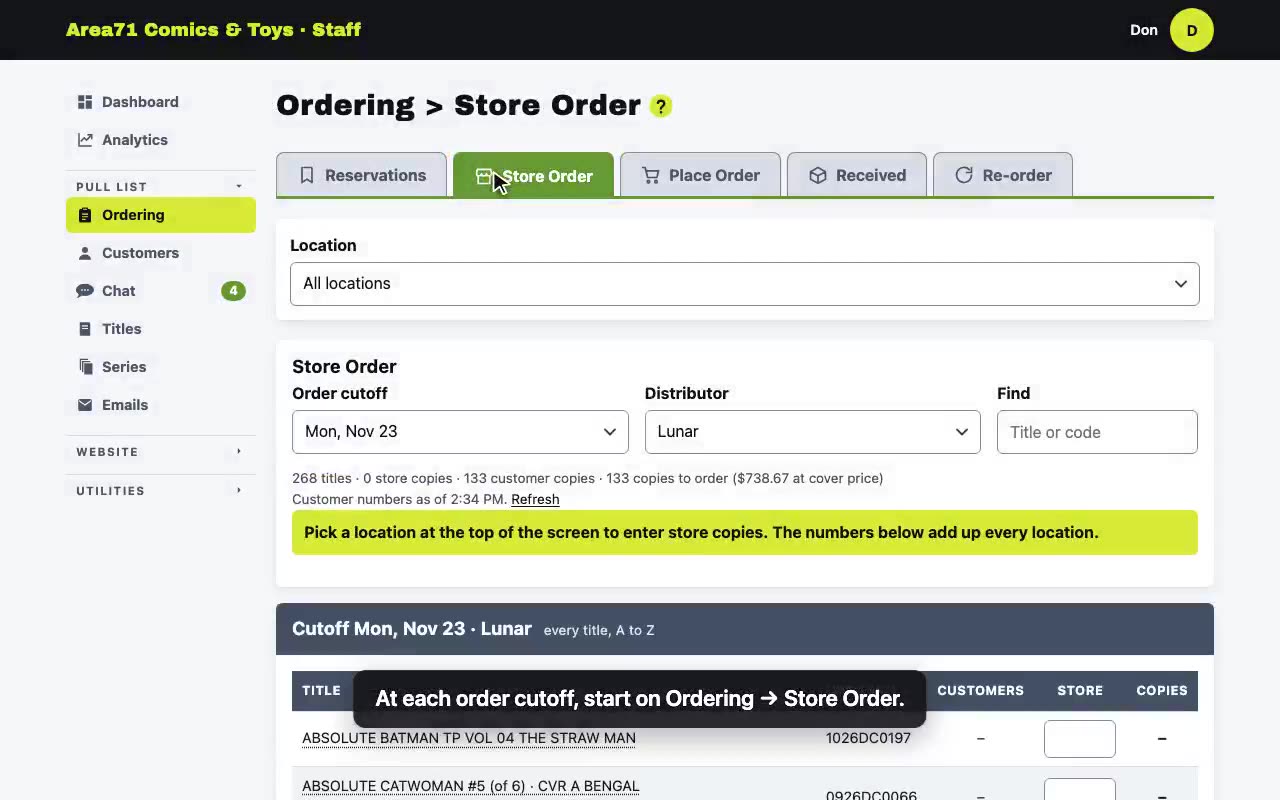 Area71 Comics & Toys · Staff
Don
D
Dashboard
Analytics
PULL LIST
Ordering
Customers
Chat
4
Titles
Series
Emails
WEBSITE
UTILITIES
Ordering > Store Order
?
Reservations
Store Order
Place Order
Received
Re-order
Location
All locations
Store Order
Order cutoff
Distributor
Find
Mon, Nov 23
Lunar
Title or code
268 titles · 0 store copies · 133 customer copies · 133 copies to order ($738.67 at cover price)
Customer numbers as of 2:34 PM. Refresh
Pick a location at the top of the screen to enter store copies. The numbers below add up every location.
Cutoff Mon, Nov 23 · Lunar every title, A to Z
TITLE
CUSTOMERS
STORE
COPIES
At each order cutoff, start on Ordering → Store Order.
ABSOLUTE BATMAN TP VOL 04 THE STRAW MAN
1026DC0197
–
–
ABSOLUTE CATWOMAN #5 (of 6) · CVR A BENGAL
0926DC0066
–
–